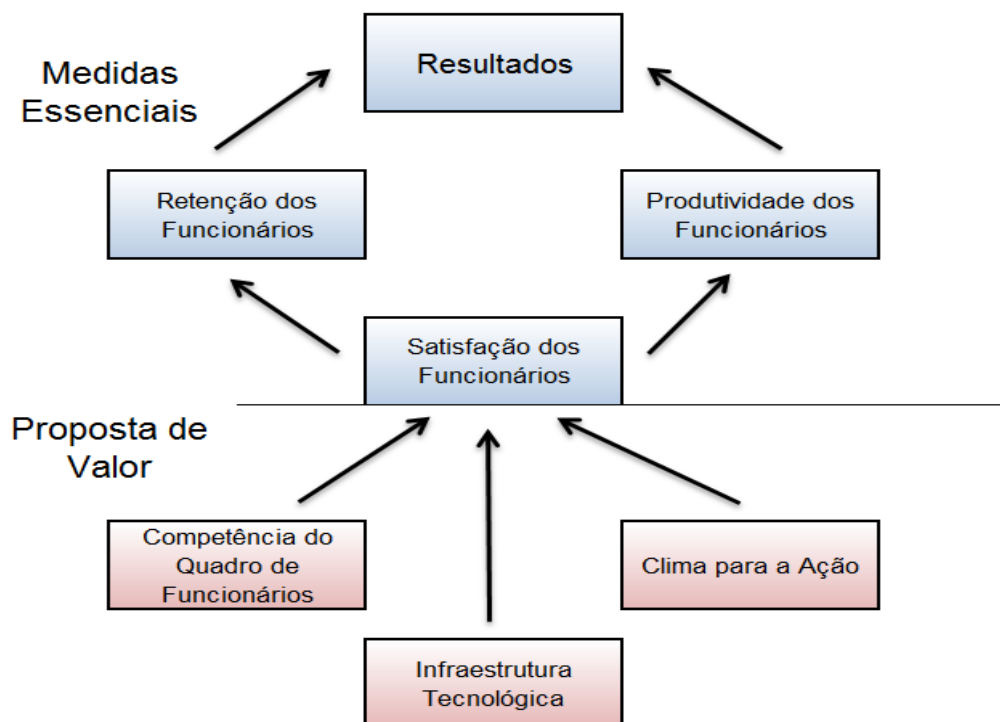 Medidas
Essenciais
Resultados
Retenção dos
Funcionários
Produtividade dos
Funcionários
Satisfação dos
Funcionários
Proposta de
Valor
Competência do
Quadro de
Funcionários
Clima para a Ação
Infraestrutura
Tecnológica